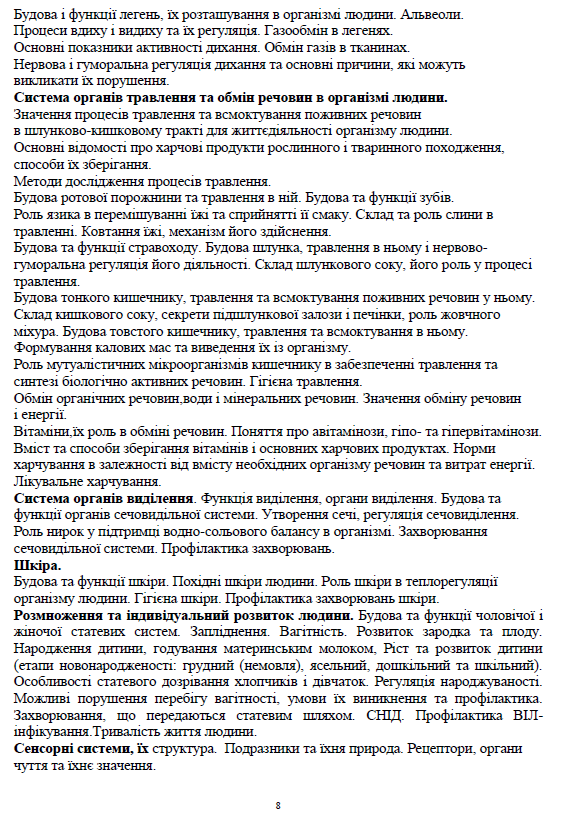 Будова і функції легень, їх розташування в організмі людини. Альвеоли.
Процеси вдиху і видиху та їх регуляція. Газообмін в легенях.
Основні показники активності дихання. Обмін газів в тканинах.
Нервова і гуморальна регуляція дихання та основні причини, які можуть
викликати їх порушення.
Система органів травлення та обмін речовин в організмі людини.
Значення процесів травлення та всмоктування поживних речовин
в шлунково-кишковому тракті для життєдіяльності організму людини.
Основні відомості про харчові продукти рослинного і тваринного походження,
способи їх зберігання.
Методи дослідження процесів травлення.
Будова ротової порожнини та травлення в ній. Будова та функції зубів.
Роль язика в перемішуванні їжі та сприйнятті її смаку. Склад та роль слини в
травленні. Ковтання їжі, механізм його здійснення.
Будова та функції стравоходу. Будова шлунка, травлення в ньому і нервово-
гуморальна регуляція його діяльності. Склад шлункового соку, його роль у процесі
травлення.
Будова тонкого кишечнику, травлення та всмоктування поживних речовин у ньому.
Склад кишкового соку, секрети підшлункової залози і печінки, роль жовчного
міхура. Будова товстого кишечнику, травлення та всмоктування в ньому.
Формування калових мас та виведення їх із організму.
Роль мутуалістичних мікроорганізмів кишечнику в забезпеченні травлення та
синтезі біологічно активних речовин. Гігієна травлення.
Обмін органічних речовин,води і мінеральних речовин. Значення обміну речовин
і енергії.
Вітаміни,їх роль в обміні речовин. Поняття про авітамінози, гіпо- та гіпервітамінози.
Вміст та способи зберігання вітамінів і основних харчових продуктах. Норми
харчування в залежності від вмісту необхідних організму речовин та витрат енергії.
Лікувальне харчування.
Система органів виділення. Функція виділення, органи виділення. Будова та
функції органів сечовидільної системи. Утворення сечі, регуляція сечовиділення.
Роль нирок у підтримці водно-сольового балансу в організмі. Захворювання
сечовидільної системи. Профілактика захворювань.
Шкіра.
Будова та функції шкіри. Похідні шкіри людини. Роль шкіри в теплорегуляції
організму людини. Гігієна шкіри. Профілактика захворювань шкіри.
Розмноження та індивідуальний розвиток людини. Будова та функції чоловічої і
жіночої статевих систем. Запліднення. Вагітність. Розвиток зародка та плоду.
Народження дитини, годування материнським молоком, Ріст та розвиток дитини
(етапи новонародженості: грудний (немовля), ясельний, дошкільний та шкільний).
Особливості статевого дозрівання хлопчиків і дівчаток. Регуляція народжуваності.
Можливі порушення перебігу вагітності, умови їх виникнення та профілактика.
Захворювання, що передаються статевим шляхом. СНІД. Профілактика ВІЛ-
інфікування.Тривалість життя людини.
Сенсорні системи, їх структура. Подразники та їхня природа. Рецептори, органи
чуття та їхнє значення.
8